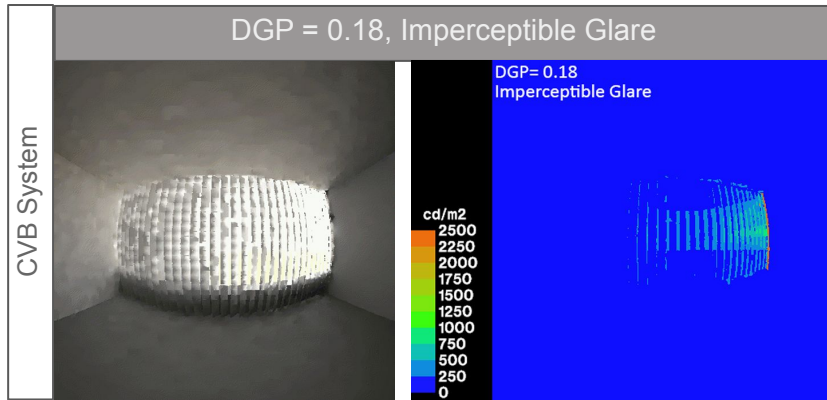 DGP = 0.18, Imperceptible Glare
CVB System
DGP= 0.18
Imperceptible Glare
cd/m2
2500
2250
2000
1750
1500
1250
1000
750
500
250
0